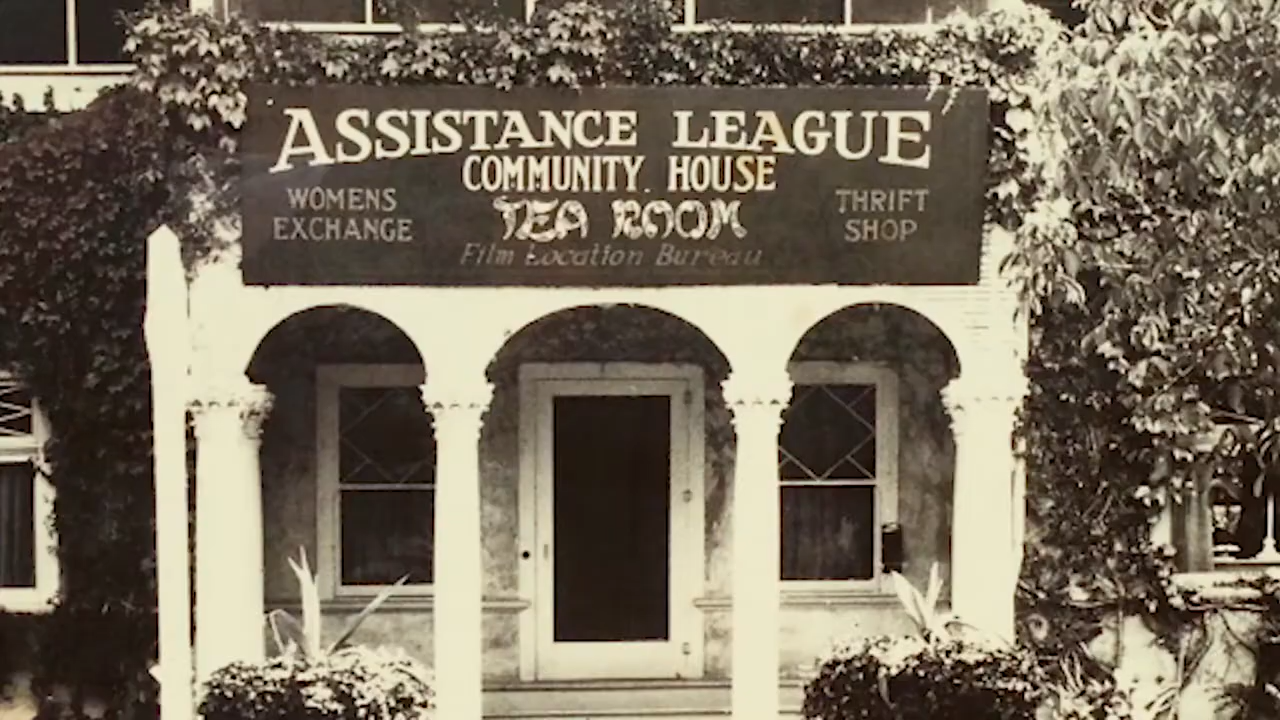 ASSISTANCE LEAGUE
COMMUNITY HOUSE
WOMENS
EXCHANGE
TEA ROOM
Film Location Bureau
THRIFT
SHOP